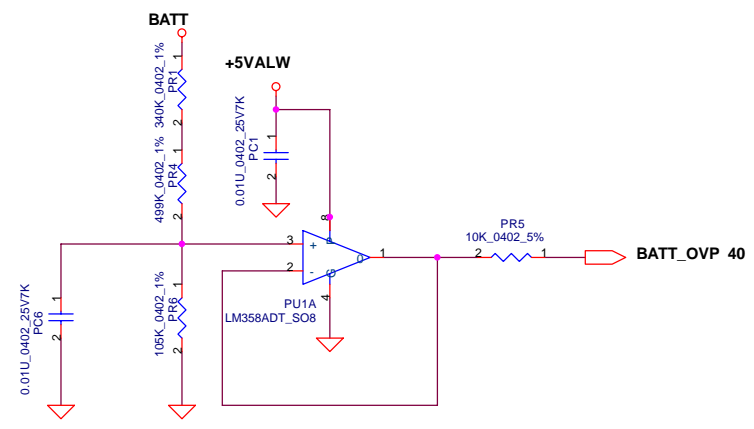 BATT
1
340K_0402_1%
PR1
2
1
499K_0402_1%
PR4
2
+5VALW
1
0.01U_0402_25V7K
PC1
2
8
P
3
+
2
-
0
1
G
4
PU1A
LM358ADT_SO8
PR5
10K_0402_5%
2
1
BATT_OVP 40
1
0.01U_0402_25V7K
PC6
2
1
105K_0402_1%
PR6
2